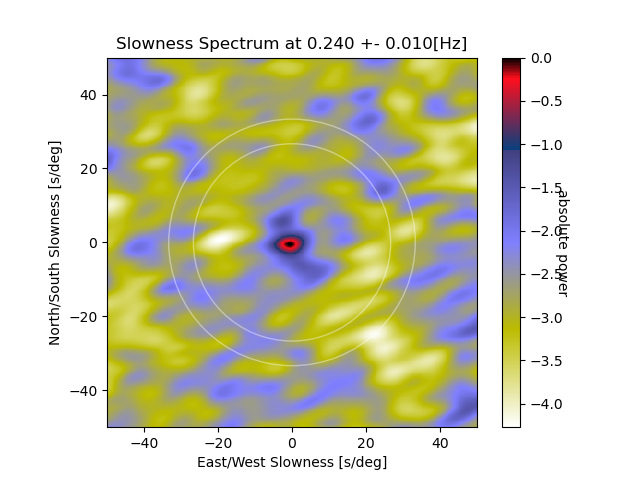 Slowness Spectrum at 0.240 +- 0.010[Hz]
North/South Slowness [s/deg]
40
20
0
−20
−40
−40 −20 0 20 40
East/West Slowness [s/deg]
0.0
−0.5
−1.0
−1.5
−2.0
−2.5
−3.0
−3.5
−4.0
absolute power